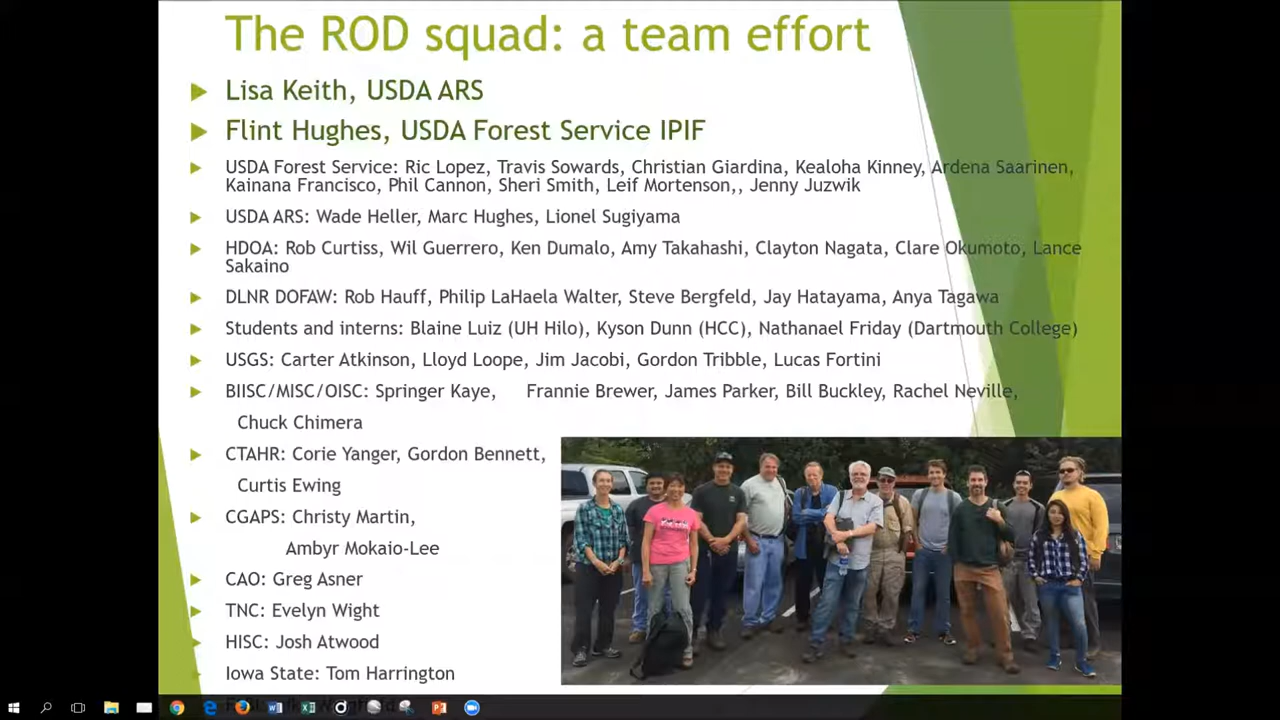 The ROD squad: a team effort
Lisa Keith, USDA ARS
Flint Hughes, USDA Forest Service IPIF
USDA Forest Service: Ric Lopez, Travis Sowards, Christian Giardina, Kealoha Kinney, Ardena Saarinen,
Kainana Francisco, Phil Cannon, Sheri Smith, Leif Mortenson,, Jenny Juzwik
USDA ARS: Wade Heller, Marc Hughes, Lionel Sugiyama
HDOA: Rob Curtiss, Wil Guerrero, Ken Dumalo, Amy Takahashi, Clayton Nagata, Clare Okumoto, Lance
Sakaino
DLNR DOFAW: Rob Hauff, Philip LaHaela Walter, Steve Bergfeld, Jay Hatayama, Anya Tagawa
Students and interns: Blaine Luiz (UH Hilo), Kyson Dunn (HCC), Nathanael Friday (Dartmouth College)
USGS: Carter Atkinson, Lloyd Loope, Jim Jacobi, Gordon Tribble, Lucas Fortini
BIISC/MISC/OISC: Springer Kaye, Frannie Brewer, James Parker, Bill Buckley, Rachel Neville,
Chuck Chimera
CTAHR: Corie Yanger, Gordon Bennett,
Curtis Ewing
CGAPS: Christy Martin,
Ambyr Mokaio-Lee
CAO: Greg Asner
TNC: Evelyn Wight
HISC: Josh Atwood
Iowa State: Tom Harrington